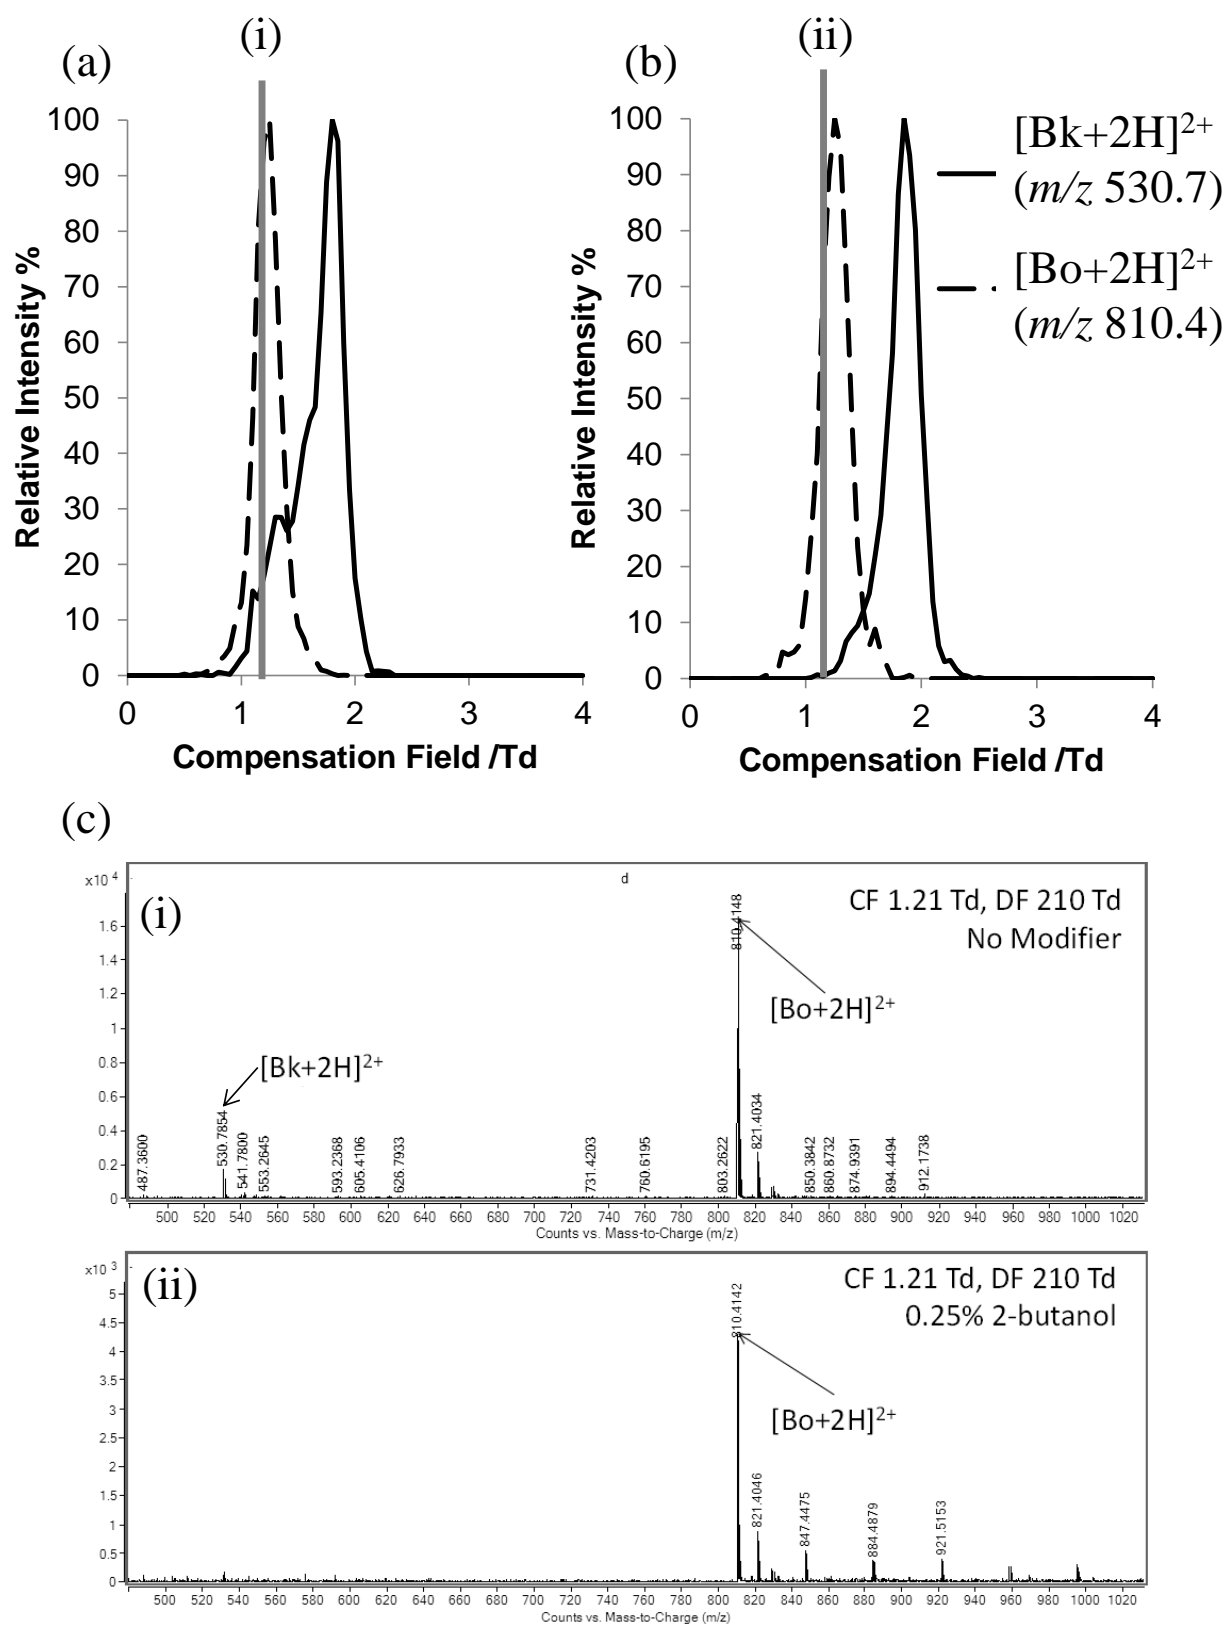 (i)
(ii)
(a)
(b)
100
90
80
70
60
50
40
30
20
10
0
Relative Intensity %
0 1 2 3 4
Compensation Field /Td
100
90
80
70
60
50
40
30
20
10
0
Relative Intensity %
0 1 2 3 4
Compensation Field /Td
[Bk+2H]²⁺
(m/z 530.7)
[Bo+2H]²⁺
(m/z 810.4)
(c)
x10 4
d
(i)
CF 1.21 Td, DF 210 Td
No Modifier
1.6
1.4
1.2
1
0.8
0.6
0.4
0.2
0
[Bk+2H]²⁺
[Bo+2H]²⁺
487.3600
530.7854
541.7800
553.2645
593.2368
605.4106
626.7933
731.4203
760.6195
803.2622
810.4148
821.4034
850.3842
860.8732
874.9391
894.4494
912.1738
500 520 540 560 580 600 620 640 660 680 700 720 740 760 780 800 820 840 860 880 900 920 940 960 980 1000 1020
Counts vs. Mass-to-Charge (m/z)
x10 3
(ii)
CF 1.21 Td, DF 210 Td
0.25% 2-butanol
5
4.5
4
3.5
3
2.5
2
1.5
1
0.5
0
[Bo+2H]²⁺
810.4142
821.4046
847.4475
884.4879
921.5153
500 520 540 560 580 600 620 640 660 680 700 720 740 760 780 800 820 840 860 880 900 920 940 960 980 1000 1020
Counts vs. Mass-to-Charge (m/z)